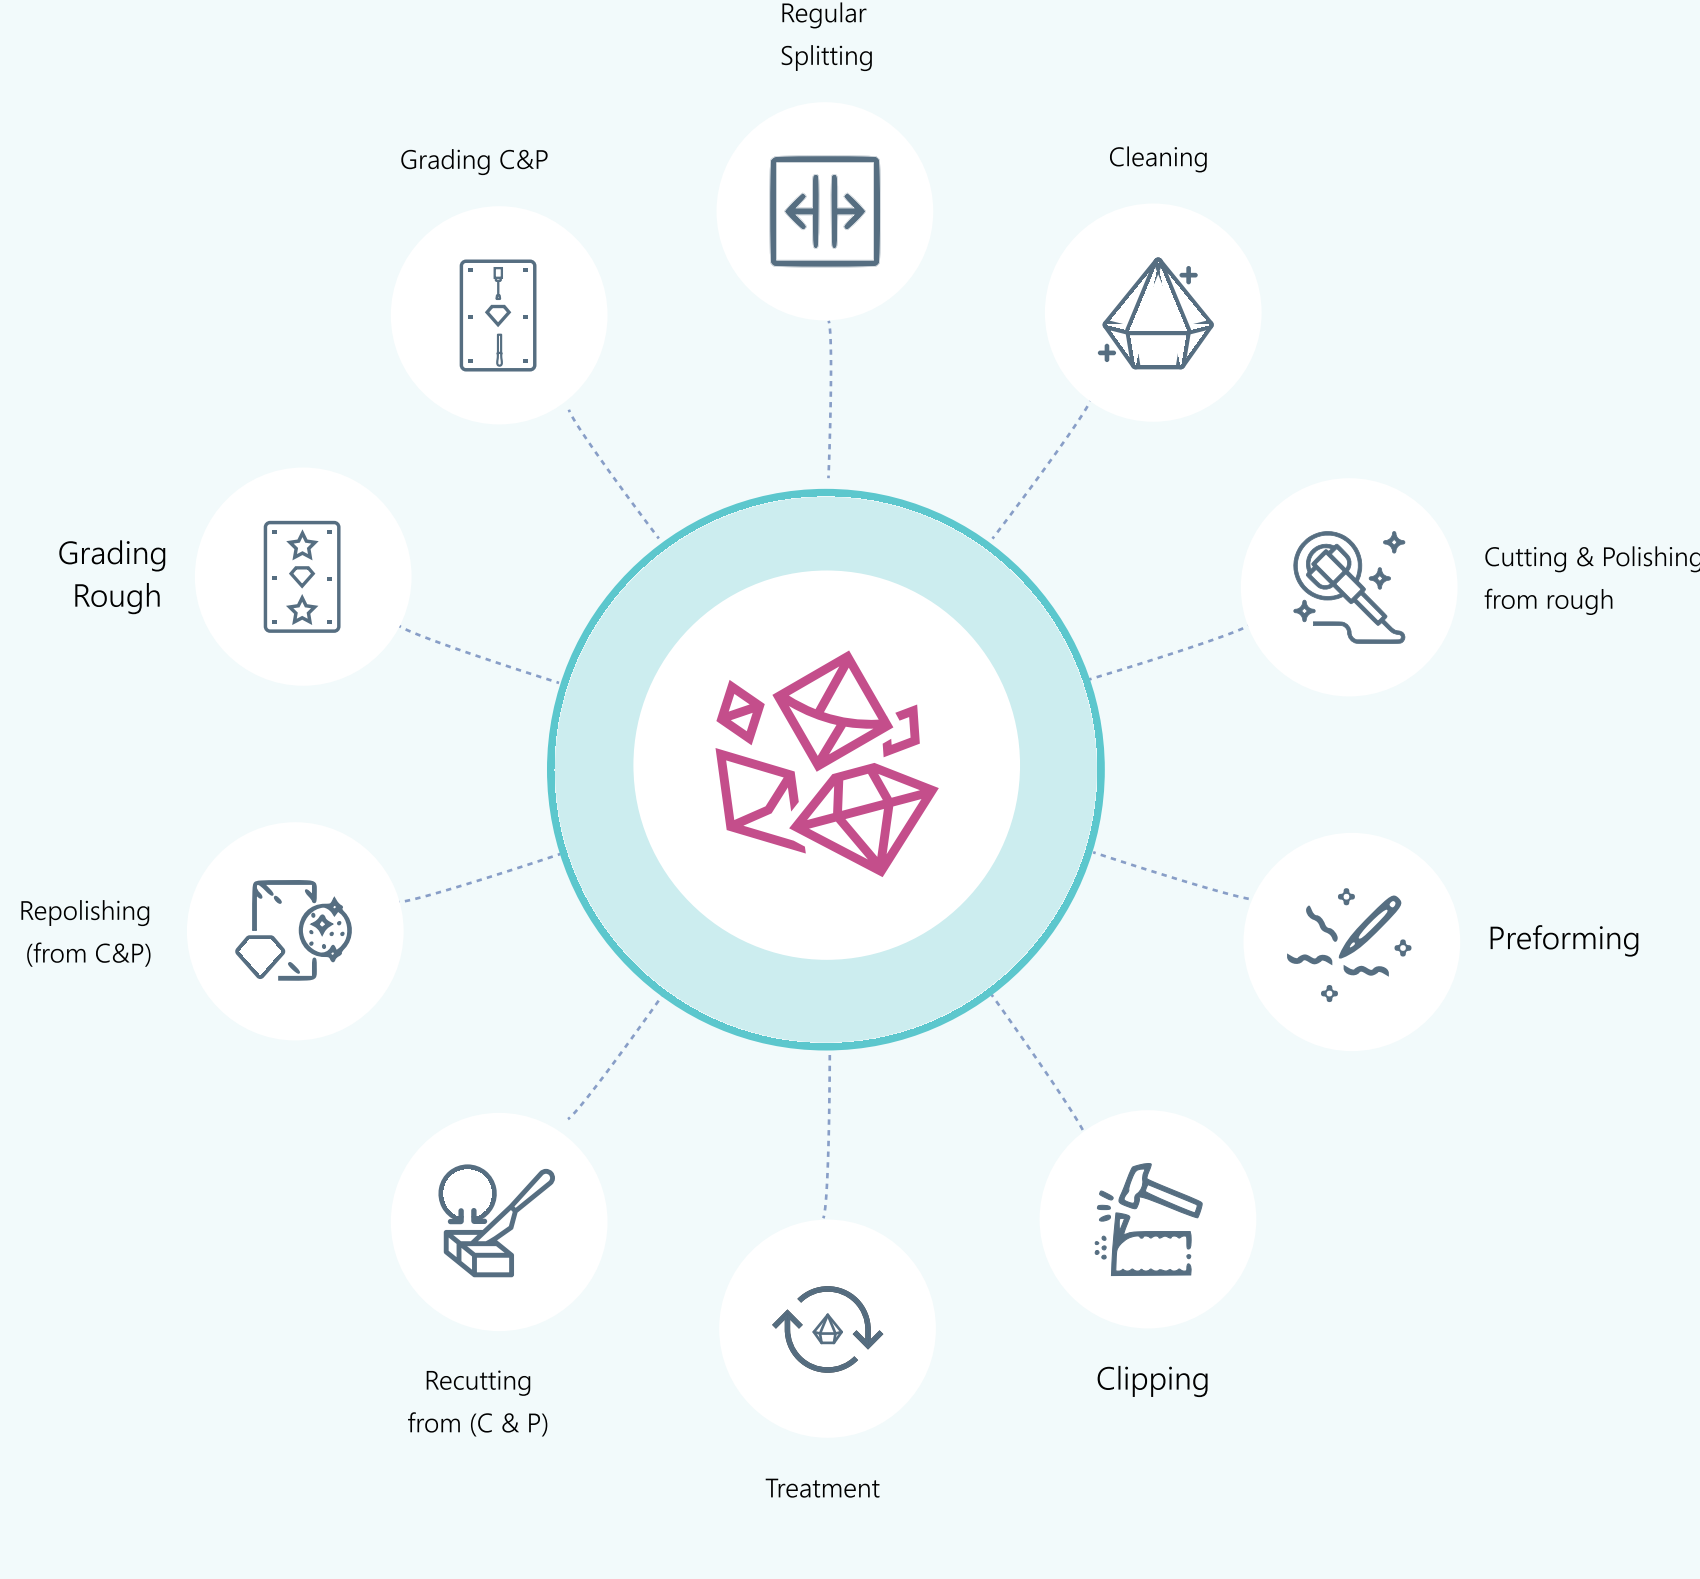 Regular
Splitting
Grading C&P
Cleaning
Grading
Rough
Cutting & Polishing
from rough
Repolishing
(from C&P)
Preforming
Recutting
from (C & P)
Clipping
Treatment